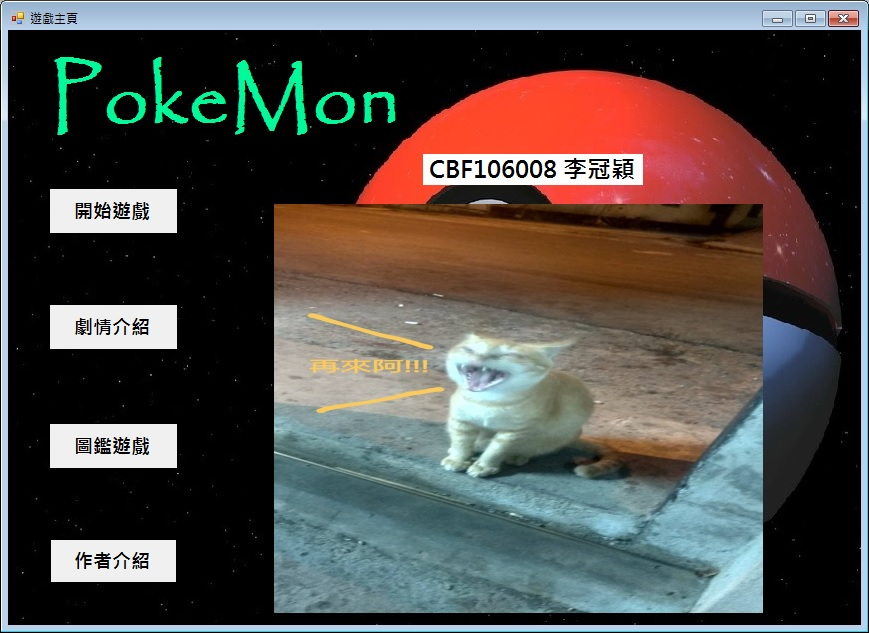 遊戲主頁
PokeMon
CBF106008 李冠穎
開始遊戲
劇情介紹
再來阿!!!
圖鑑遊戲
作者介紹